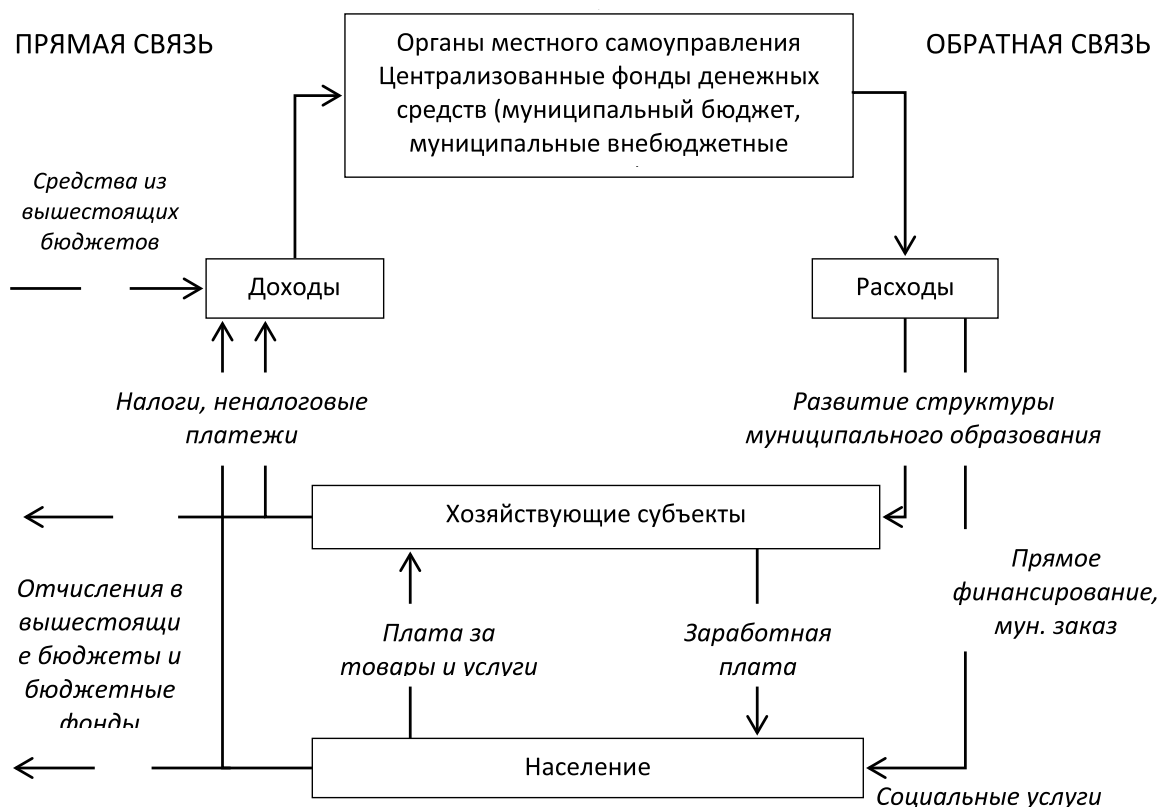 ПРЯМАЯ СВЯЗЬ
Органы местного самоуправления
Централизованные фонды денежных
средств (муниципальный бюджет,
муниципальные внебюджетные
ОБРАТНАЯ СВЯЗЬ
Средства из
вышестоящих
бюджетов
Доходы
Расходы
Налоги, неналоговые
платежи
Развитие структуры
муниципального образования
Хозяйствующие субъекты
Отчисления в
вышестоящи
е бюджеты и
бюджетные
фонды
Плата за
товары и услуги
Заработная
плата
Прямое
финансирование,
мун. заказ
Население
Социальные услуги